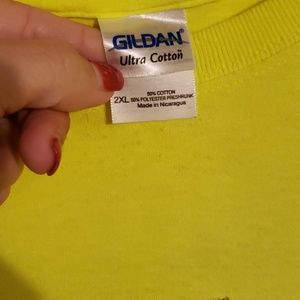 GILDAN
Ultra Cotton
50% COTTON
2XL 50% POLYESTER PRESHRUNK
Made in Nicaragua